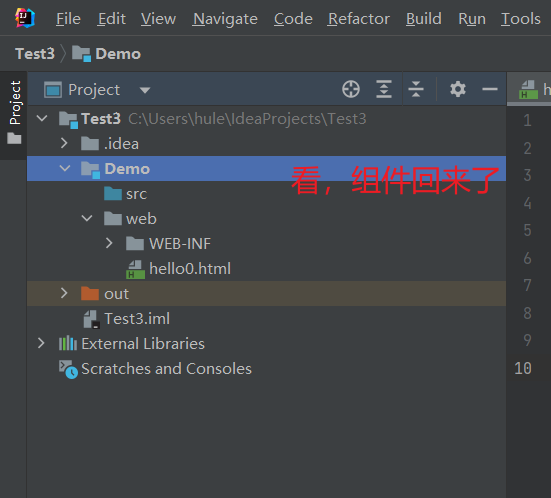 File Edit View Navigate Code Refactor Build Run Tools
Test3 Demo
Project
Project
Test3 C:\Users\hule\IdeaProjects\Test3
.idea
Demo
看，组件回来了
src
web
WEB-INF
hello0.html
out
Test3.iml
External Libraries
Scratches and Consoles
h
1
2
3
4
5
6
7
8
9
10